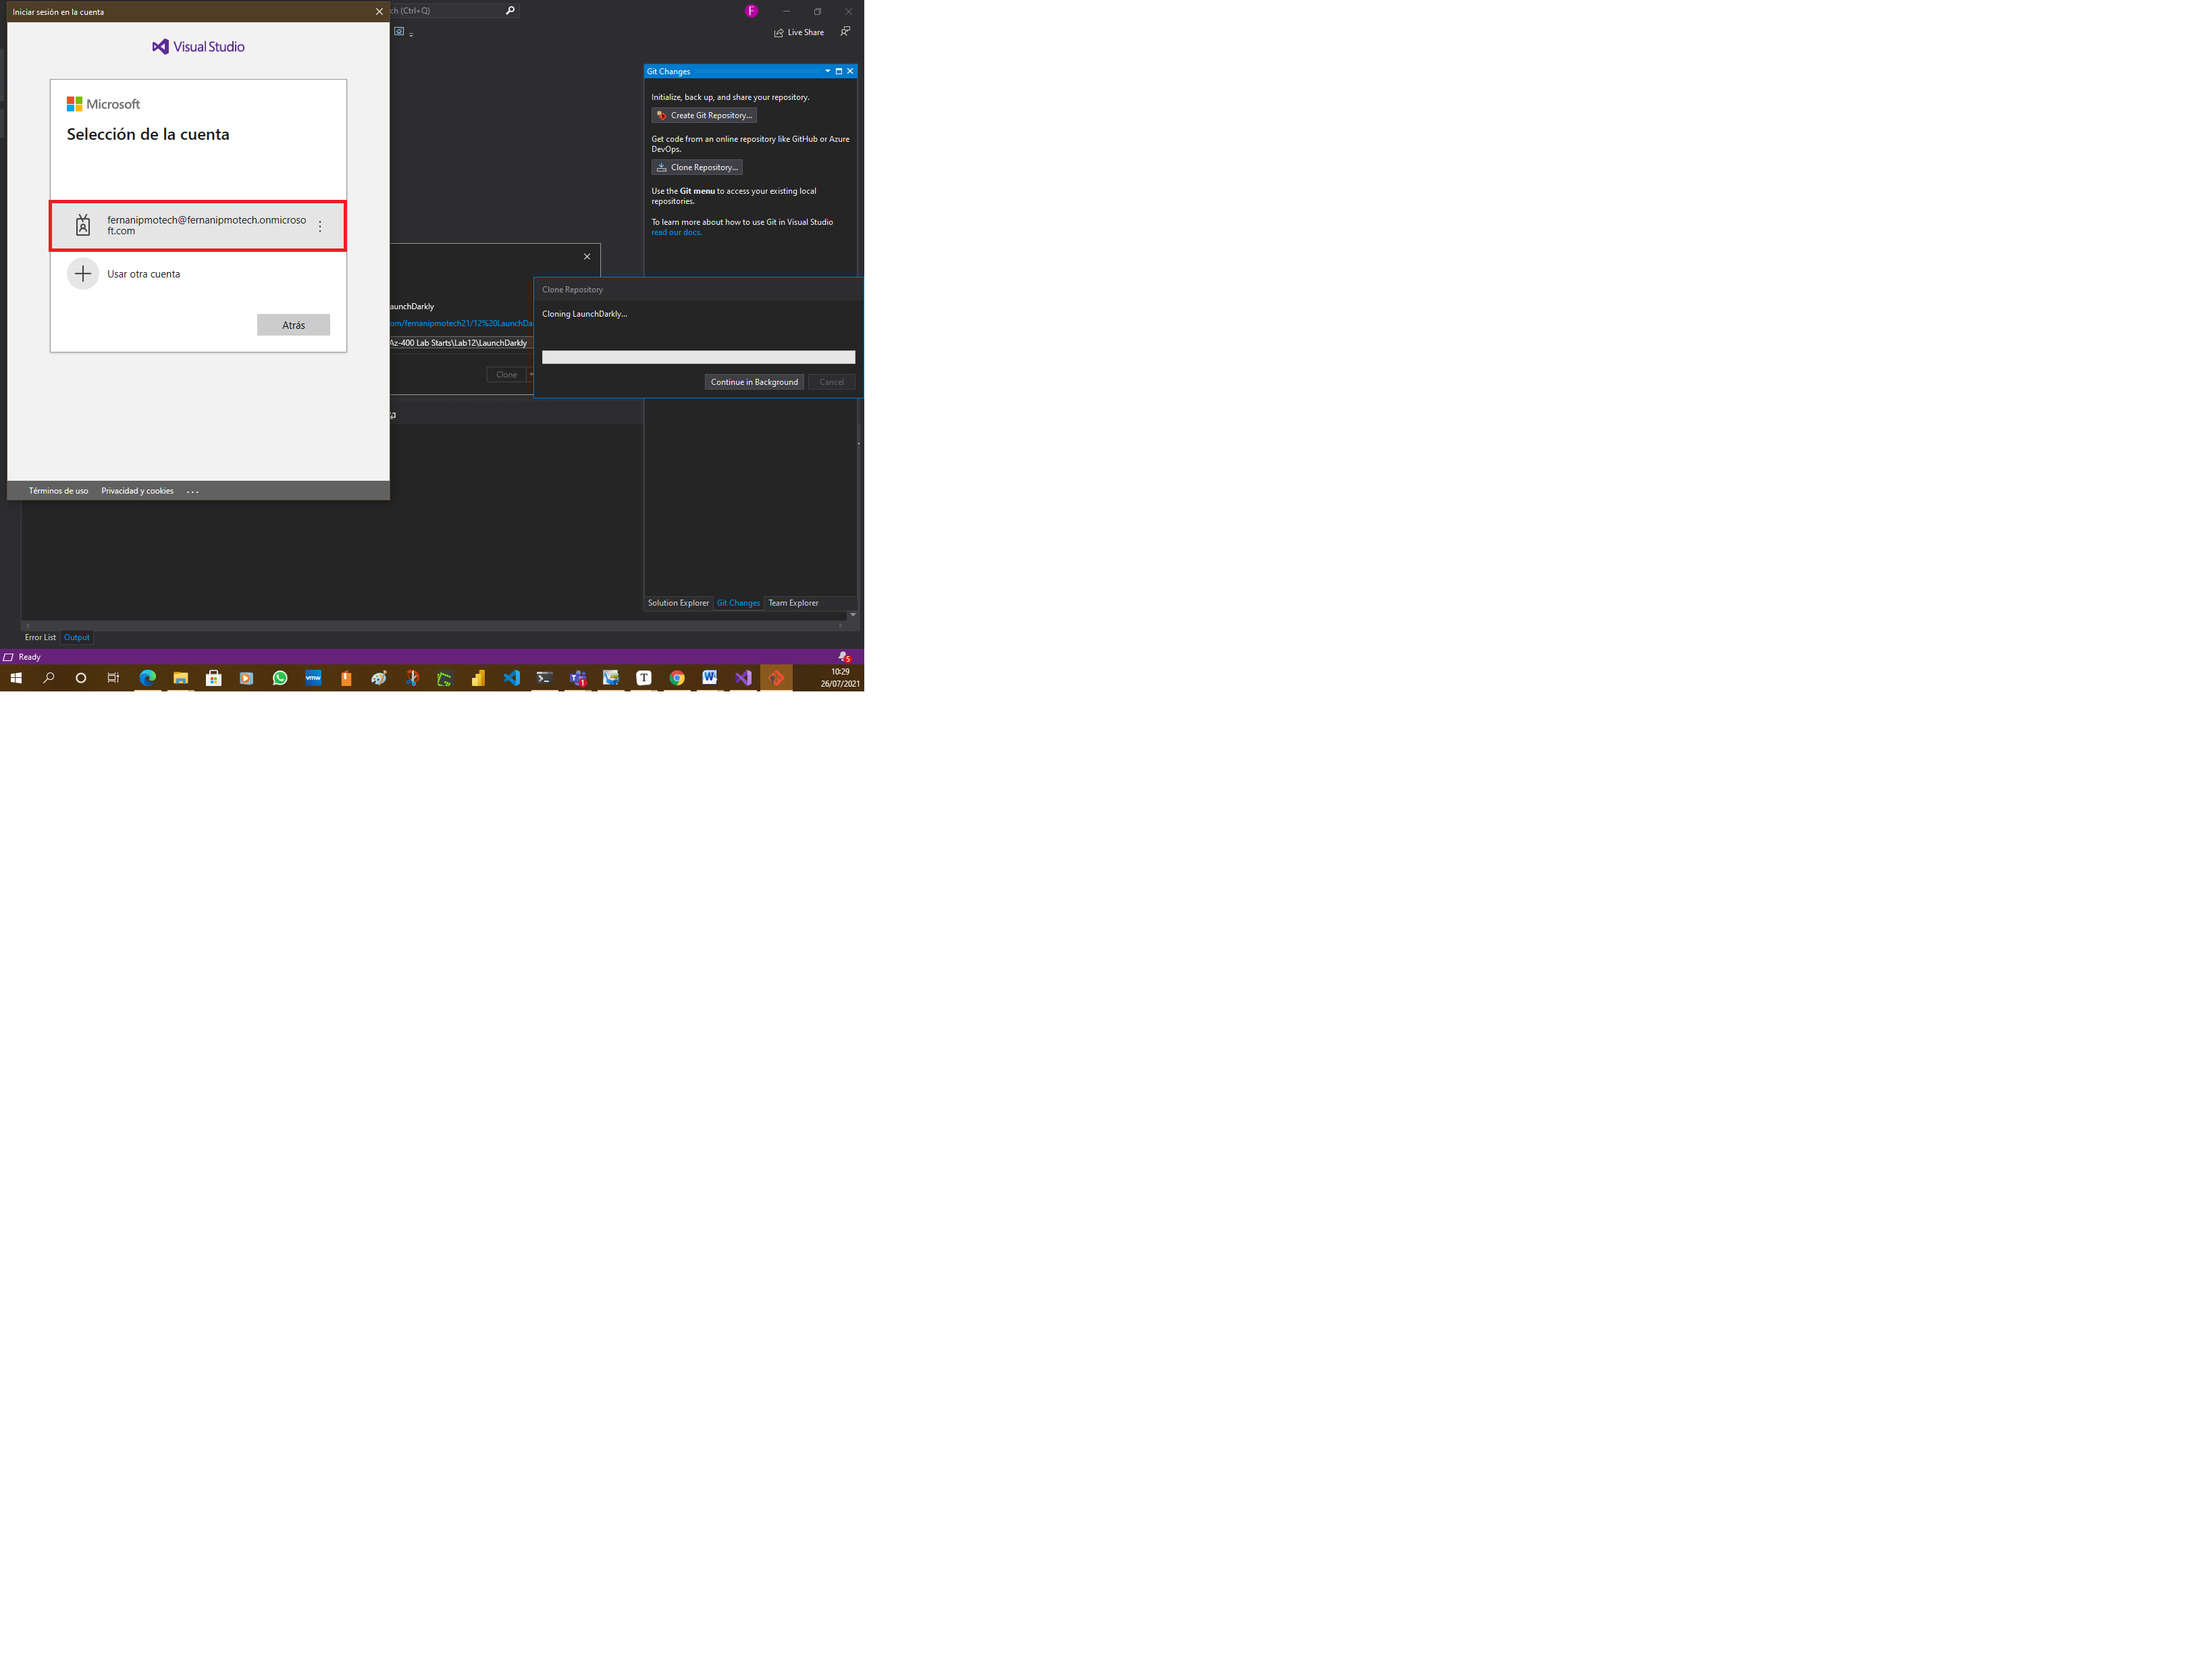 Iniciar sesión en la cuenta
ch (Ctrl+Q)
F
Live Share
Visual Studio
Microsoft
Selección de la cuenta
fernanipmotech@fernanipmotech.onmicroso
ft.com
Usar otra cuenta
Atrás
Términos de uso Privacidad y cookies ...
Git Changes
Initialize, back up, and share your repository.
Create Git Repository...
Get code from an online repository like GitHub or Azure
DevOps.
Clone Repository...
Use the Git menu to access your existing local
repositories.
To learn more about how to use Git in Visual Studio
read our docs.
aunchDarkly
om/fernanipmotech21/12%20LaunchDa
Az-400 Lab Starts\Lab12\LaunchDarkly
Clone
Clone Repository
Cloning LaunchDarkly...
Continue in Background Cancel
Solution Explorer Git Changes Team Explorer
Error List Output
Ready
5
vmw
1
T
W
10:29
26/07/2021